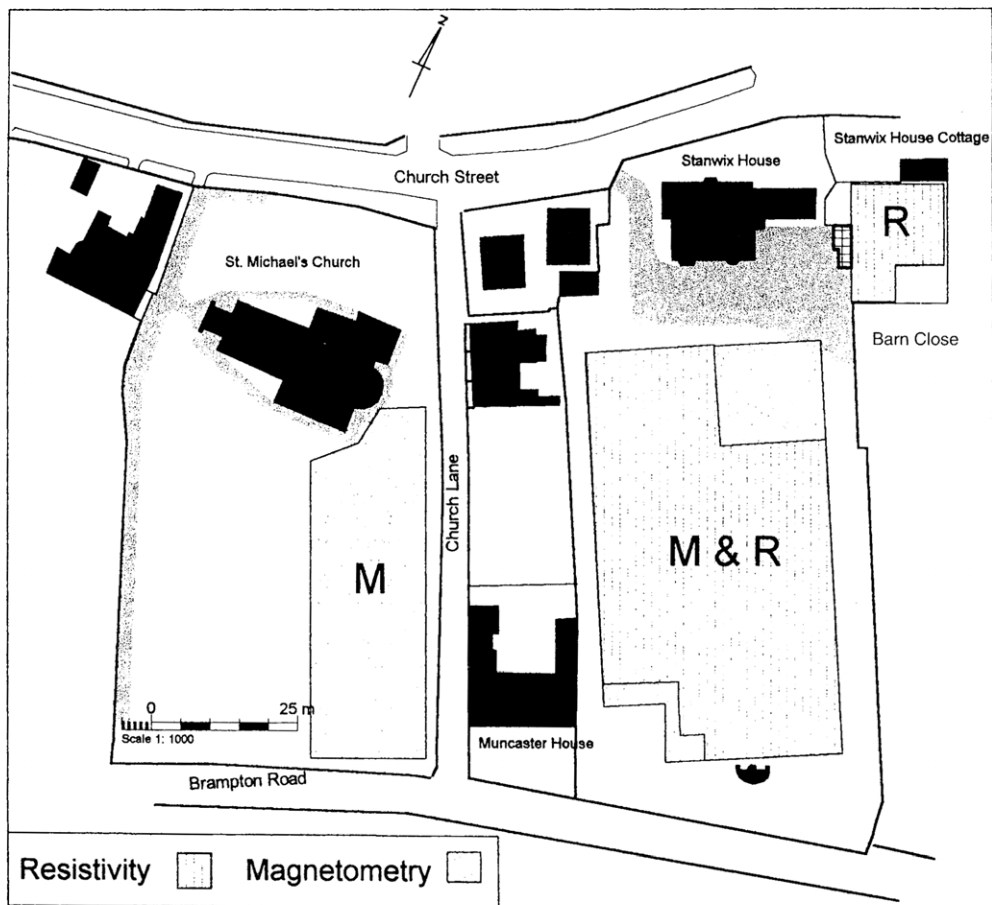 N
Stanwix House Cottage
Stanwix House
Church Street
R
St. Michael's Church
Barn Close
Church Lane
M & R
M
0 25 m
Scale 1: 1000
Muncaster House
Brampton Road
Resistivity Magnetometry